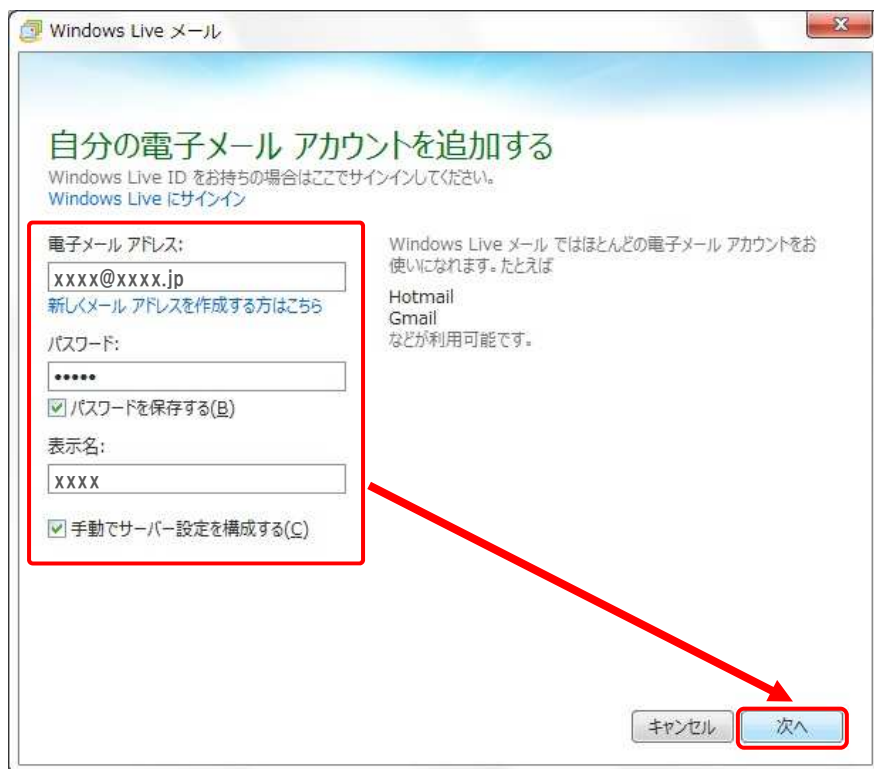 Windows Live メール
自分の電子メール アカウントを追加する
Windows Live ID をお持ちの場合はここでサインインしてください。
Windows Live にサインイン
電子メール アドレス:
xxxx@xxxx.jp
新しくメール アドレスを作成する方はこちら
パスワード:
•••••
パスワードを保存する(B)
表示名:
xxxx
手動でサーバー設定を構成する(C)
Windows Live メール ではほとんどの電子メール アカウントをお
使いになれます。たとえば
Hotmail
Gmail
などが利用可能です。
キャンセル
次へ